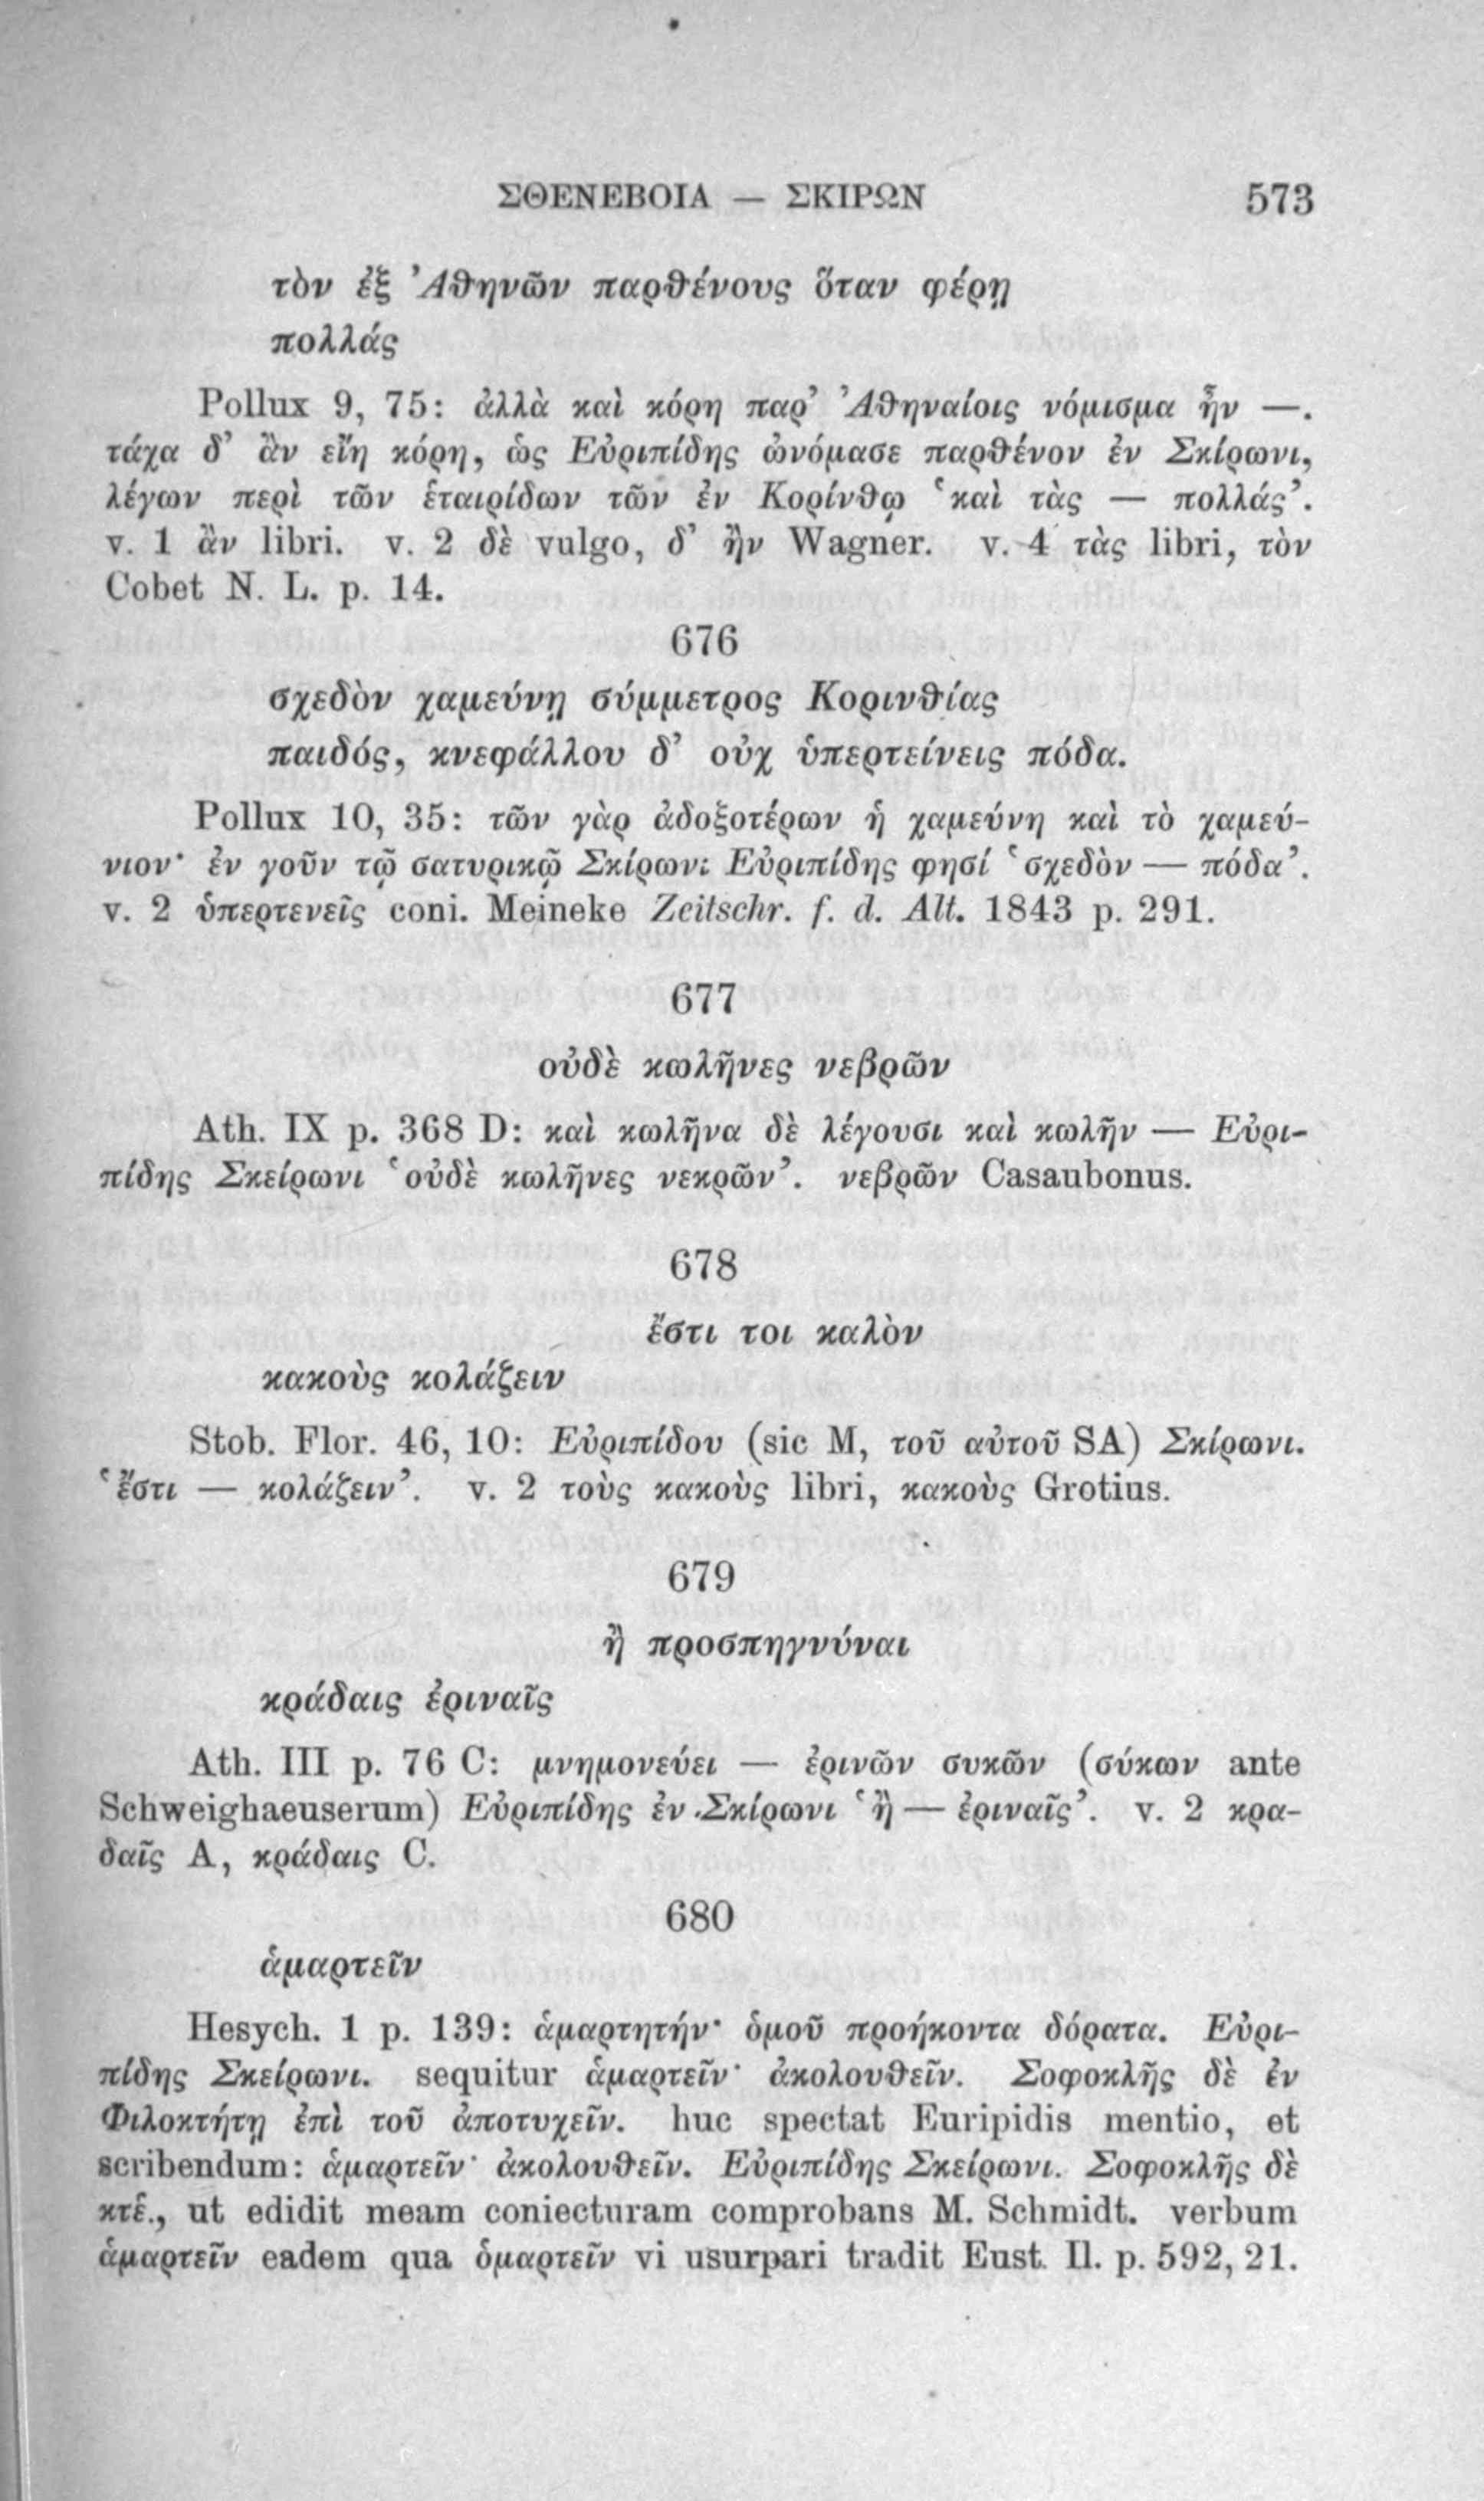 ΣΘΕΝΕΒΟΙΑ — ΣΚΙΡΩΝ 573
τὸν ἐξ Ἀθηνῶν παρθένους ὅταν φέρῃ
πολλάς
Pollux 9, 75: ἀλλὰ καὶ κόρη παρ’ Ἀθηναίοις νόμισμα ἦν —.
τάχα δ’ ἂν εἴη κόρη, ὡς Εὐριπίδης ὠνόμασε παρθένον ἐν Σκίρωνι,
λέγων περὶ τῶν ἑταιρίδων τῶν ἐν Κορίνθῳ ‘καὶ τὰς — πολλάς’.
v. 1 ἂν libri. v. 2 δὲ vulgo, δ’ ἢν Wagner. v. 4 τὰς libri, τὸν
Cobet N. L. p. 14.
676
σχεδὸν χαμεύνῃ σύμμετρος Κορινθίας
παιδός, κνεφάλλου δ’ οὐχ ὑπερτείνεις πόδα.
Pollux 10, 35: τῶν γὰρ ἀδοξοτέρων ἡ χαμεύνη καὶ τὸ χαμεύ-
νιον· ἐν γοῦν τῷ σατυρικῷ Σκίρωνι Εὐριπίδης φησί ‘σχεδὸν — πόδα’.
v. 2 ὑπερτενεῖς coni. Meineke Zeitschr. f. d. Alt. 1843 p. 291.
677
οὐδὲ κωλῆνες νεβρῶν
Ath. IX p. 368 D: καὶ κωλῆνα δὲ λέγουσι καὶ κωλῆν — Εὐρι-
πίδης Σκείρωνι ‘οὐδὲ κωλῆνες νεκρῶν’. νεβρῶν Casaubonus.
678
ἔστι τοι καλὸν
κακοὺς κολάζειν
Stob. Flor. 46, 10: Εὐριπίδου (sic M, τοῦ αὐτοῦ SA) Σκίρωνι.
‘ἔστι — κολάζειν’. v. 2 τοὺς κακοὺς libri, κακοὺς Grotius.
679
ἢ προσπηγνύναι
κράδαις ἐριναῖς
Ath. III p. 76 C: μνημονεύει — ἐρινῶν συκῶν (σύκων ante
Schweighaeuserum) Εὐριπίδης ἐν Σκίρωνι ‘ἢ — ἐριναῖς’. v. 2 κρα-
δαῖς A, κράδαις C.
680
ἁμαρτεῖν
Hesych. 1 p. 139: ἁμαρτητήν· ὁμοῦ προήκοντα δόρατα. Εὐρι-
πίδης Σκείρωνι. sequitur ἁμαρτεῖν· ἀκολουθεῖν. Σοφοκλῆς δὲ ἐν
Φιλοκτήτῃ ἐπὶ τοῦ ἀποτυχεῖν. huc spectat Euripidis mentio, et
scribendum: ἁμαρτεῖν· ἀκολουθεῖν. Εὐριπίδης Σκείρωνι. Σοφοκλῆς δὲ
κτέ., ut edidit meam coniecturam comprobans M. Schmidt. verbum
ἁμαρτεῖν eadem qua ὁμαρτεῖν vi usurpari tradit Eust. Il. p. 592, 21.